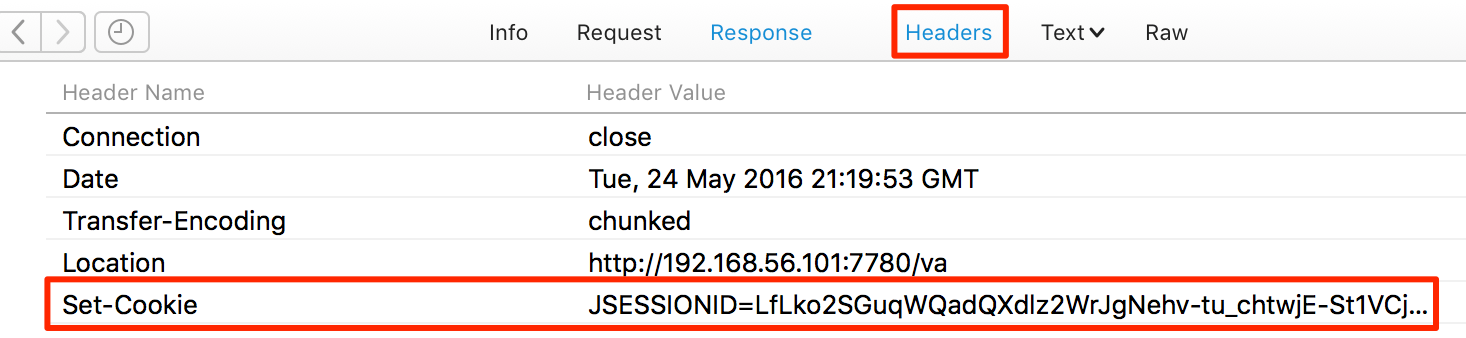 Info Request Response Headers Text Raw
Header Name Header Value
Connection close
Date Tue, 24 May 2016 21:19:53 GMT
Transfer-Encoding chunked
Location http://192.168.56.101:7780/va
Set-Cookie JSESSIONID=LfLko2SGuqWQadQXdlz2WrJgNehv-tu_chtwjE-St1VCj...